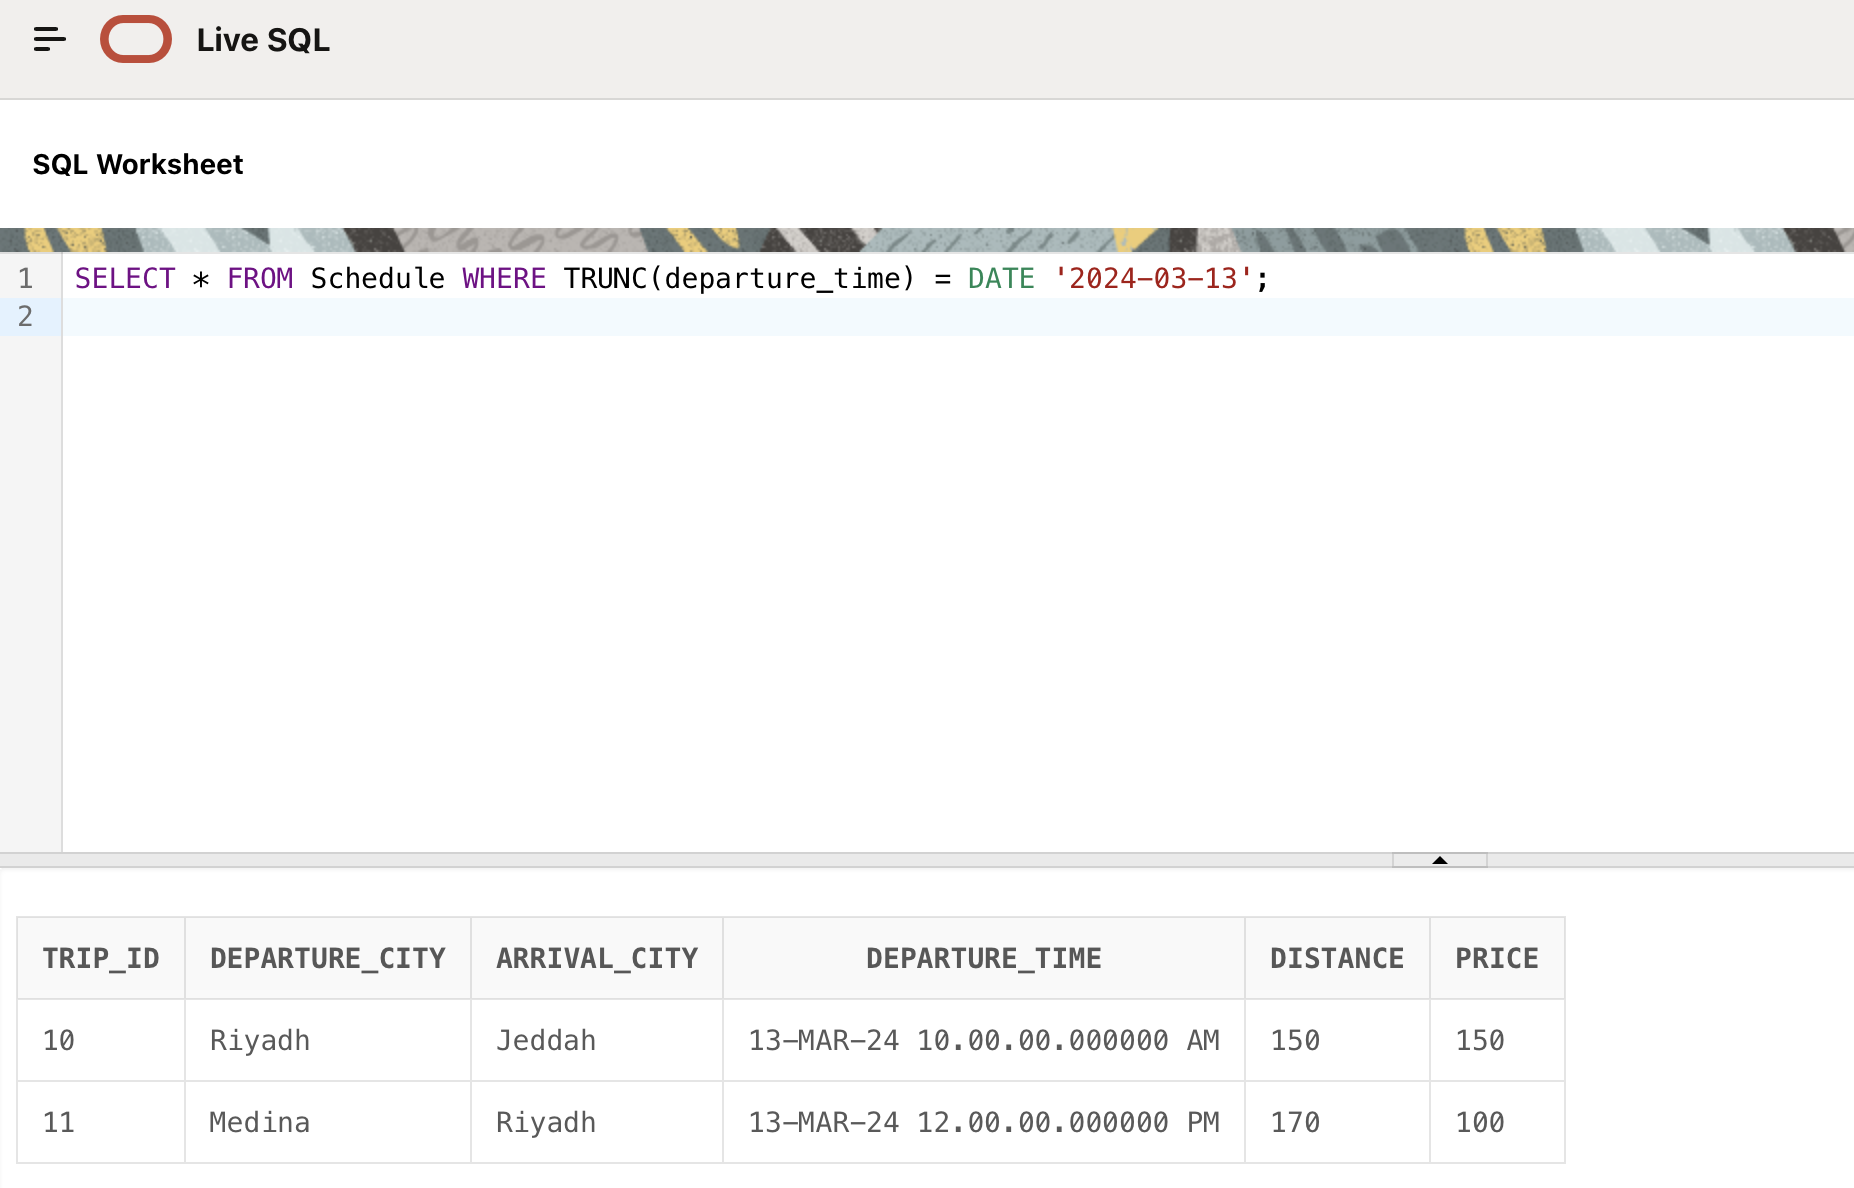 Live SQL
SQL Worksheet
1 SELECT * FROM Schedule WHERE TRUNC(departure_time) = DATE '2024-03-13';
2
TRIP_ID DEPARTURE_CITY ARRIVAL_CITY DEPARTURE_TIME DISTANCE PRICE
10 Riyadh Jeddah 13-MAR-24 10.00.00.000000 AM 150 150
11 Medina Riyadh 13-MAR-24 12.00.00.000000 PM 170 100